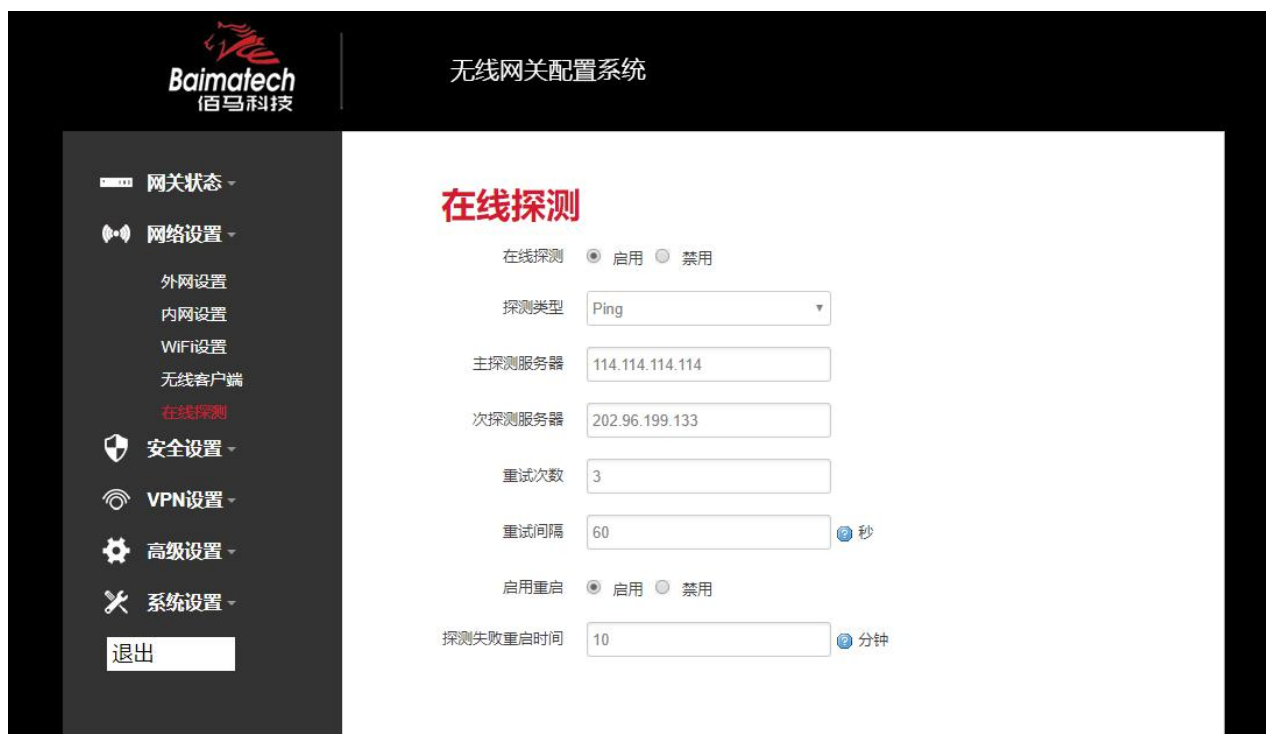 Baimatech
佰马科技
无线网关配置系统
网关状态
网络设置
外网设置
内网设置
WiFi设置
无线客户端
在线探测
安全设置
VPN设置
高级设置
系统设置
退出
在线探测
在线探测 启用 禁用
探测类型 Ping
主探测服务器 114.114.114.114
次探测服务器 202.96.199.133
重试次数 3
重试间隔 60 秒
启用重启 启用 禁用
探测失败重启时间 10 分钟